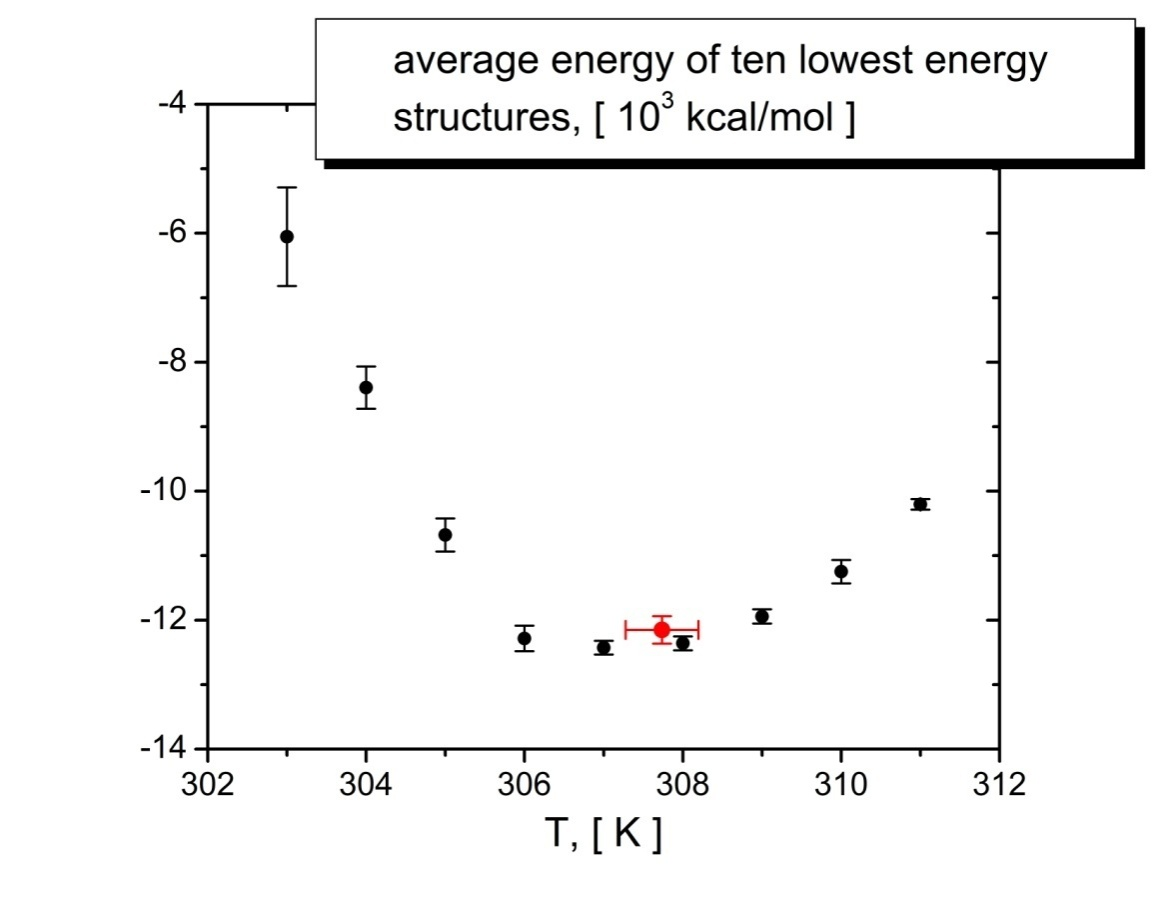 average energy of ten lowest energy
structures, [ 10³ kcal/mol ]
-4
-6
-8
-10
-12
-14
302 304 306 308 310 312
T, [ K ]